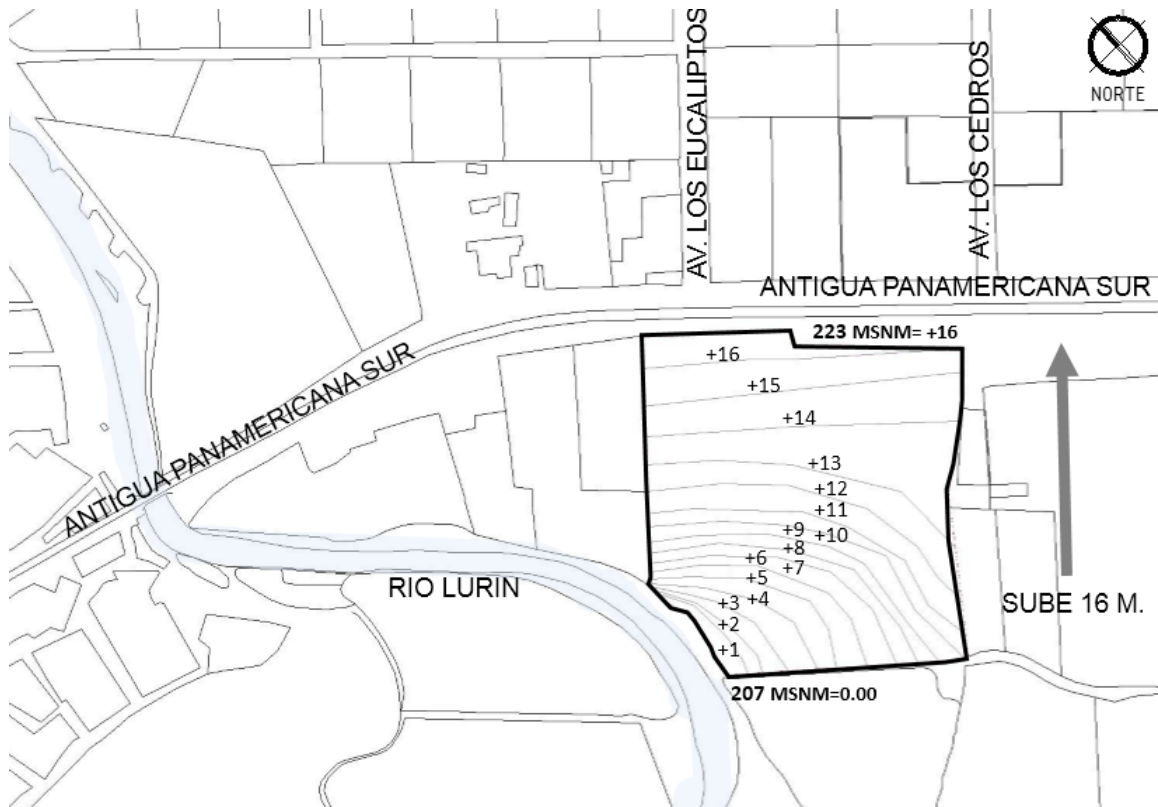 NORTE
AV. LOS EUCALIPTOS
AV. LOS CEDROS
ANTIGUA PANAMERICANA SUR
223 MSNM= +16
+16
+15
+14
ANTIGUA PANAMERICANA SUR
+13
+12
+11
+9
+10
+8
+6
+7
+5
+4
+3
+2
+1
RIO LURIN
SUBE 16 M.
207 MSNM=0.00